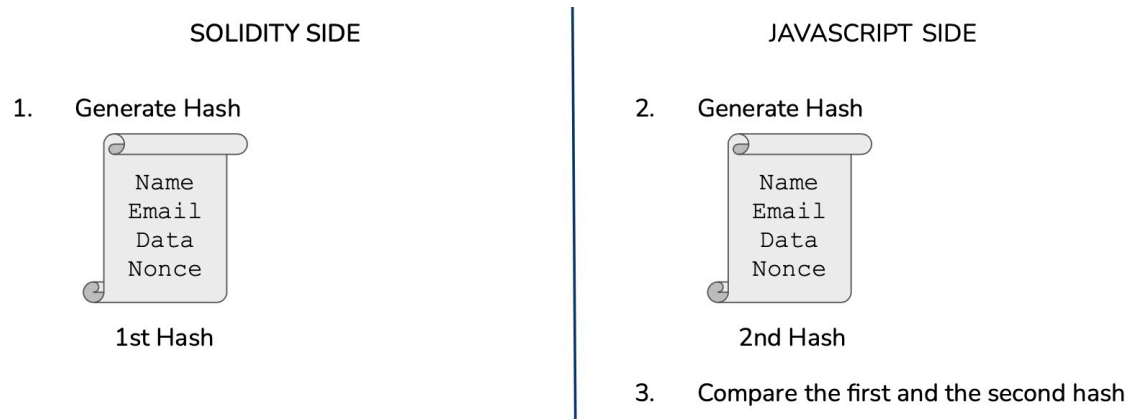 SOLIDITY SIDE
1. Generate Hash
Name
Email
Data
Nonce
1st Hash
JAVASCRIPT SIDE
2. Generate Hash
Name
Email
Data
Nonce
2nd Hash
3. Compare the first and the second hash